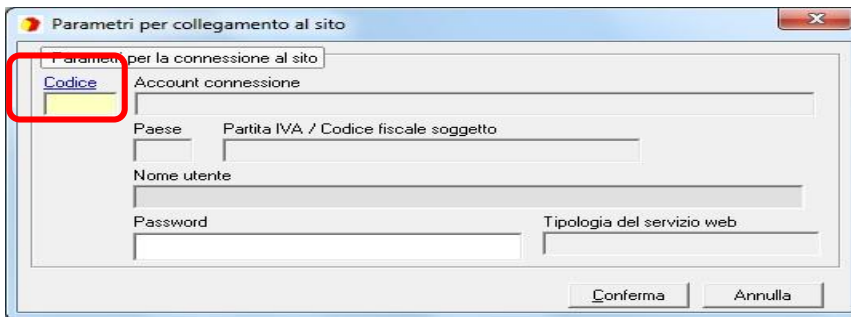 Parametri per collegamento al sito
Parametri per la connessione al sito
Codice Account connessione
Paese Partita IVA / Codice fiscale soggetto
Nome utente
Password Tipologia del servizio web
Conferma Annulla